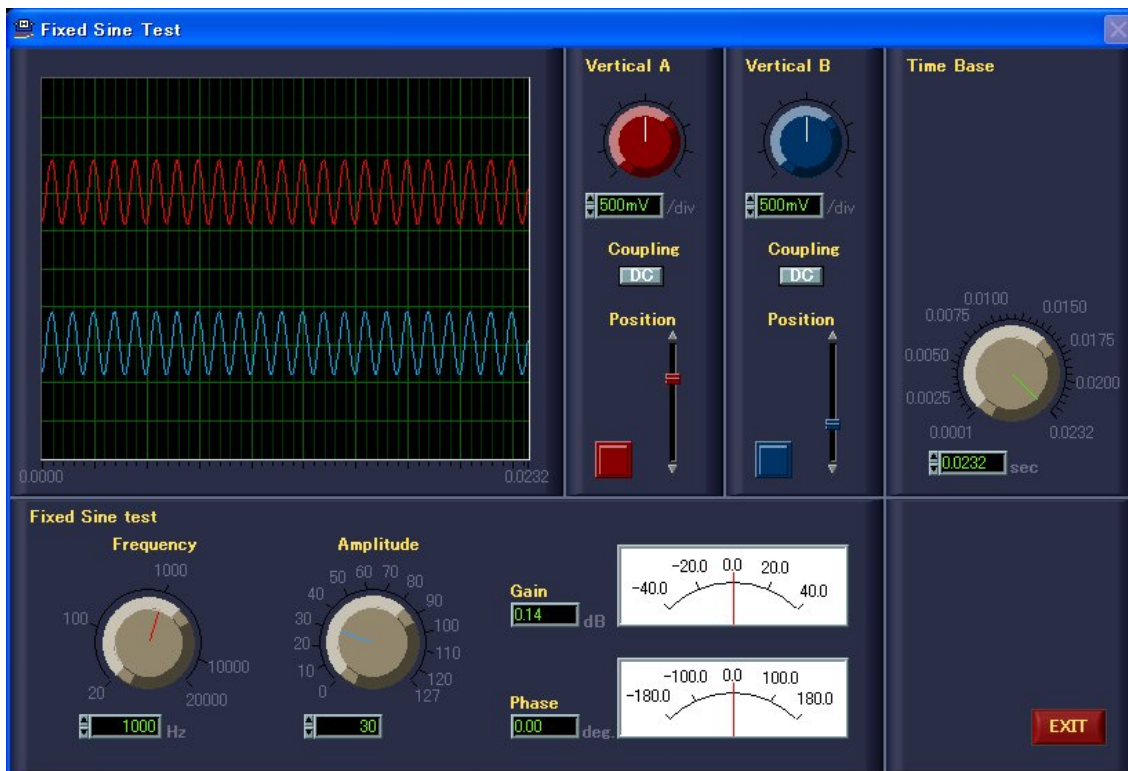 Fixed Sine Test
Vertical A
500mV /div
Coupling
DC
Position
Vertical B
500mV /div
Coupling
DC
Position
Time Base
0.0001
0.0025
0.0050
0.0075
0.0100
0.0150
0.0175
0.0200
0.0232
0.0232 sec
0.0000
0.0232
Fixed Sine test
Frequency
20
100
1000
10000
20000
1000 Hz
Amplitude
0
10
20
30
40
50
60
70
80
90
100
110
120
127
30
Gain
0.14 dB
-40.0
-20.0
0.0
20.0
40.0
Phase
0.00 deg.
-180.0
-100.0
0.0
100.0
180.0
EXIT